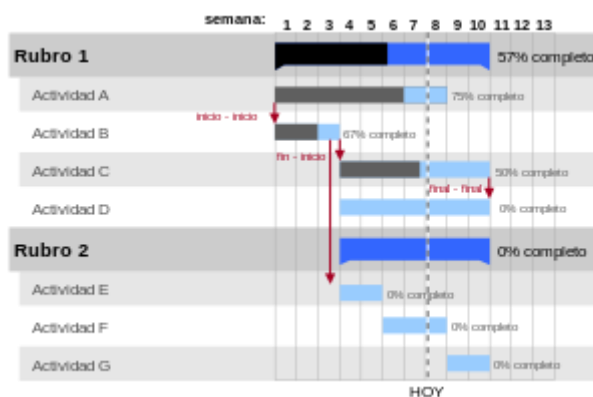 semana: 1 2 3 4 5 6 7 8 9 10 11 12 13
Rubro 1 57% completo
Actividad A 75% completo
inicio - inicio
Actividad B 67% completo
fin - inicio
Actividad C 50% completo
final - final
Actividad D 0% completo
Rubro 2 0% completo
Actividad E 0% completo
Actividad F 0% completo
Actividad G 0% completo
HOY